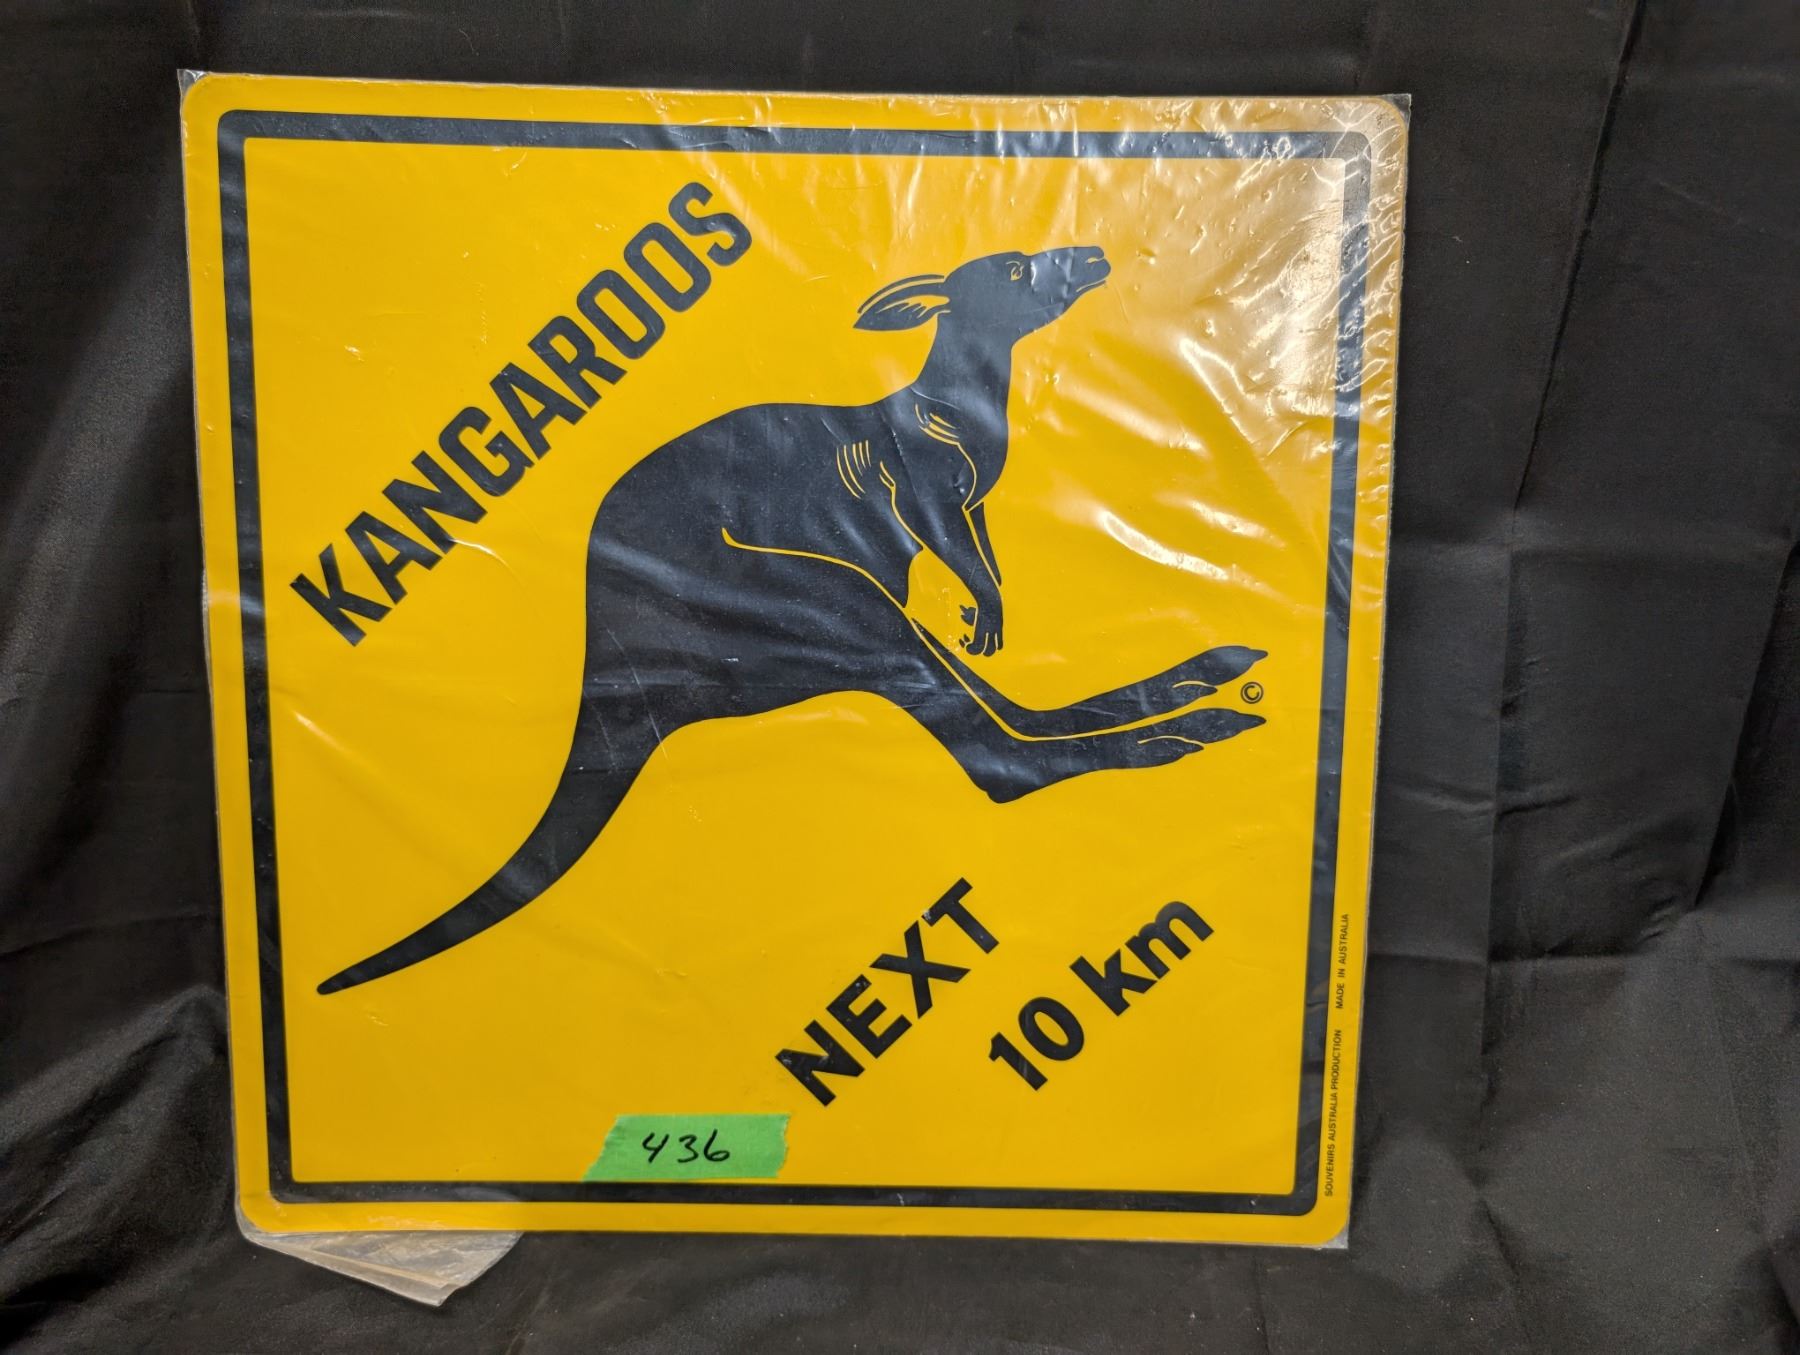 KANGAROOS
©
NEXT
10 km
436
SOUVENIRS AUSTRALIA PRODUCTION MADE IN AUSTRALIA